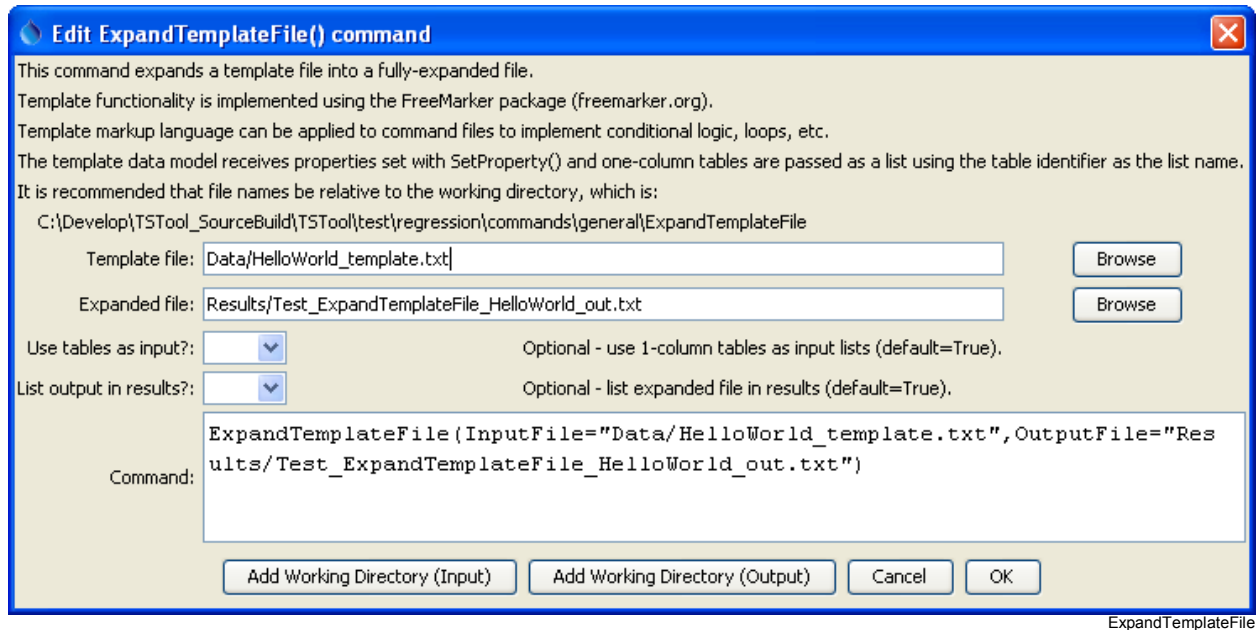 Edit ExpandTemplateFile() command
This command expands a template file into a fully-expanded file.
Template functionality is implemented using the FreeMarker package (freemarker.org).
Template markup language can be applied to command files to implement conditional logic, loops, etc.
The template data model receives properties set with SetProperty() and one-column tables are passed as a list using the table identifier as the list name.
It is recommended that file names be relative to the working directory, which is:
C:\Develop\TSTool_SourceBuild\TSTool\test\regression\commands\general\ExpandTemplateFile
Template file: Data/HelloWorld_template.txt Browse
Expanded file: Results/Test_ExpandTemplateFile_HelloWorld_out.txt Browse
Use tables as input?: Optional - use 1-column tables as input lists (default=True).
List output in results?: Optional - list expanded file in results (default=True).
Command: ExpandTemplateFile(InputFile="Data/HelloWorld_template.txt",OutputFile="Res
ults/Test_ExpandTemplateFile_HelloWorld_out.txt")
Add Working Directory (Input) Add Working Directory (Output) Cancel OK
ExpandTemplateFile